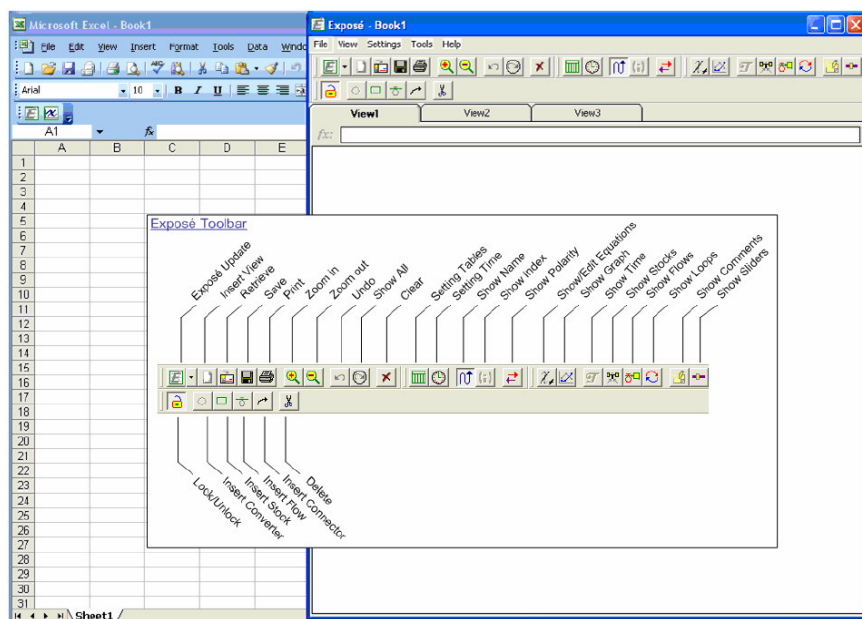 Microsoft Excel - Book1
File Edit View Insert Format Tools Data Windo
Arial 10 B I U
A1 fx
A B C D E
1
2
3
4
5
6
7
8
9
10
11
12
13
14
15
16
17
18
19
20
21
22
23
24
25
26
27
28
29
30
31
Sheet1
Exposé - Book1
File View Settings Tools Help
View1 View2 View3
fx:
Exposé Toolbar
Exposé Update
Insert View
Retrieve
Save
Print
Zoom in
Zoom out
Undo
Show All
Clear
Setting Tables
Setting Time
Show Name
Show index
Show Polarity
Show/Edit Equations
Show Graph
Show Time
Show Stocks
Show Flows
Show Loops
Show Comments
Show Sliders
Lock/Unlock
Insert Converter
Insert Stock
Insert Flow
Insert Connector
Delete